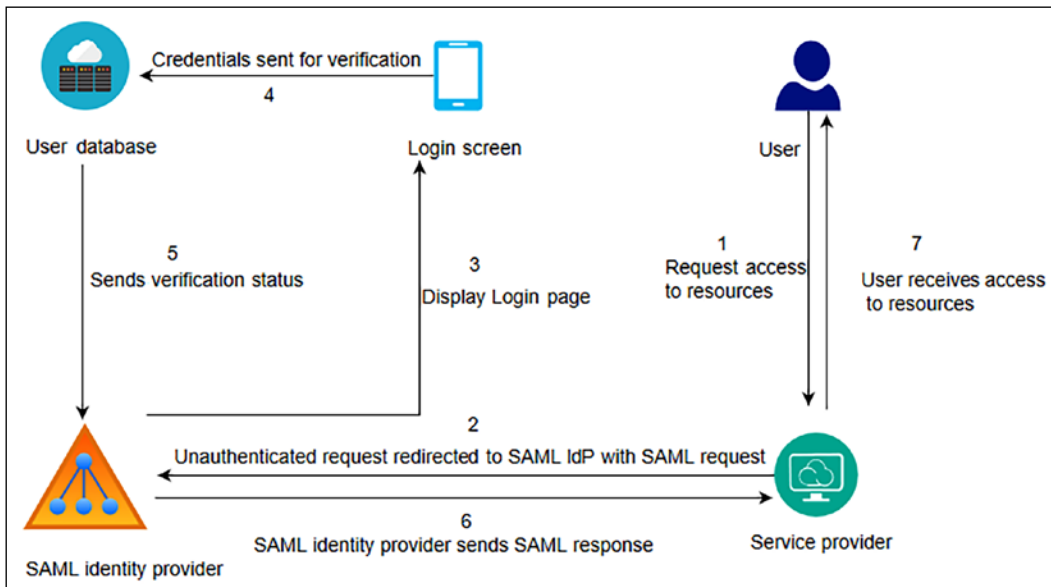 Credentials sent for verification
4
User database
Login screen
User
5
Sends verification status
3
Display Login page
1
Request access
to resources
7
User receives access
to resources
2
Unauthenticated request redirected to SAML IdP with SAML request
6
SAML identity provider sends SAML response
SAML identity provider
Service provider